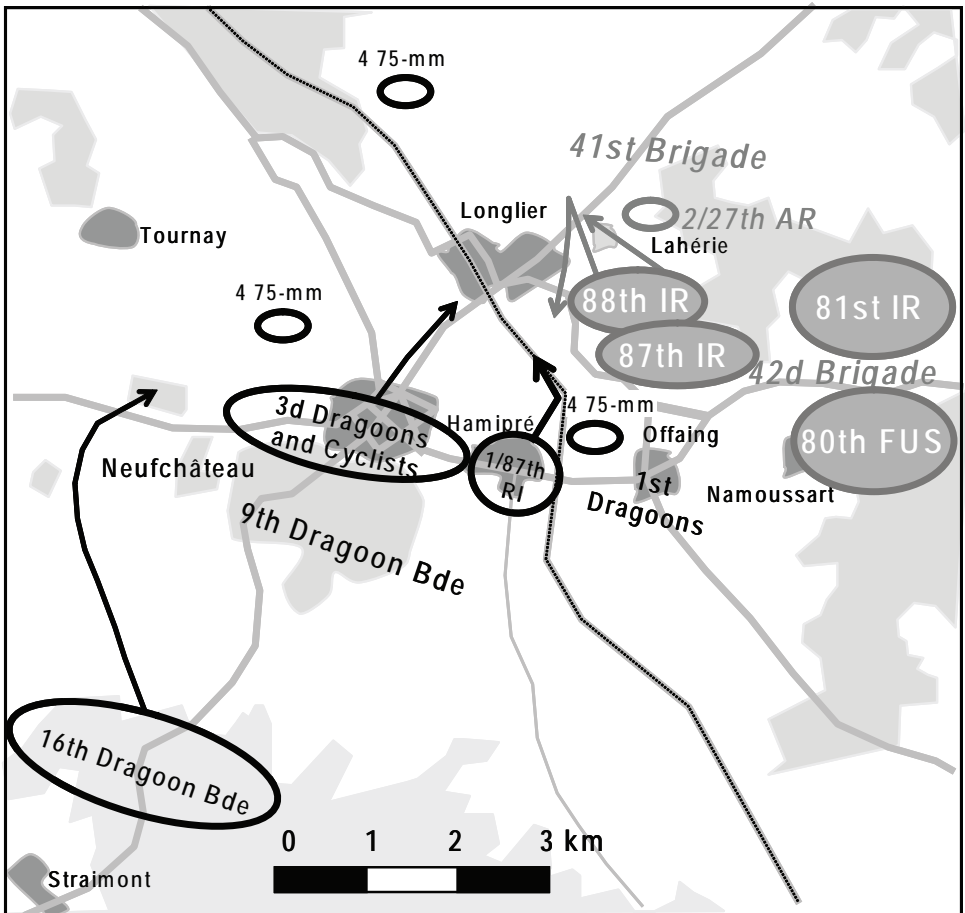 4 75-mm
41st Brigade
Longlier
2/27th AR
Tournay
Lahérie
4 75-mm
88th IR
81st IR
87th IR
42d Brigade
3d Dragoons
and Cyclists
Hamipré
4 75-mm
Offaing
80th FUS
Neufchâteau
1/87th
RI
1st
Dragoons
Namoussart
9th Dragoon Bde
16th Dragoon Bde
0 1 2 3 km
Straimont